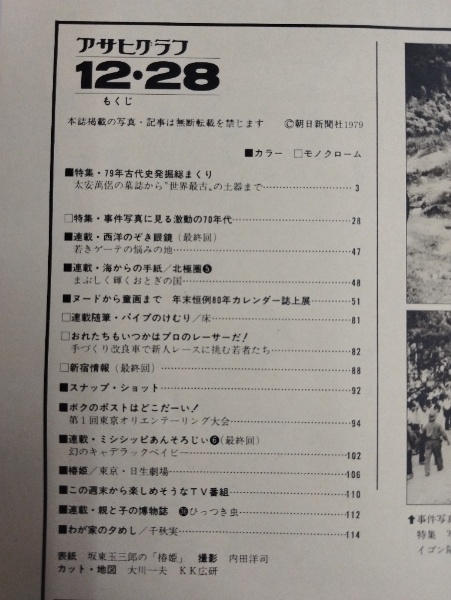 アサヒグラフ
12・28
もくじ
本誌掲載の写真・記事は無断転載を禁じます ©朝日新聞社1979
■カラー □モノクローム
■特集・79年古代史発掘総まくり
太安萬侶の墓誌から“世界最古”の土器まで……3
□特集・事件写真に見る激動の70年代……28
■連載・西洋のぞき眼鏡(最終回)
若きゲーテの悩みの地……47
■連載・海からの手紙/北極圏❺
まぶしく輝くおとぎの国……48
■ヌードから童画まで 年末恒例80年カレンダー誌上展……51
□連載随筆・パイプのけむり/床……81
□おれたちもいつかはプロのレーサーだ!
手づくり改良車で新人レースに挑む若者たち……82
□新宿情報(最終回)……88
■スナップ・ショット……92
■ボクのポストはどこだーい!
第1回東京オリエンテーリング大会……94
■連載・ミシシッピあんそろじぃ❻(最終回)
幻のキャデラックベイビー……102
■椿姫/東京・日生劇場……106
■この週末から楽しめそうなTV番組……110
■連載・親と子の博物誌 ひっつき虫……112
■わが家の夕めし/千秋実……114
表紙 坂東玉三郎の「椿姫」 撮影 内田洋司
カット・地図 大川一夫 KK広研
⬆事件写真
特集